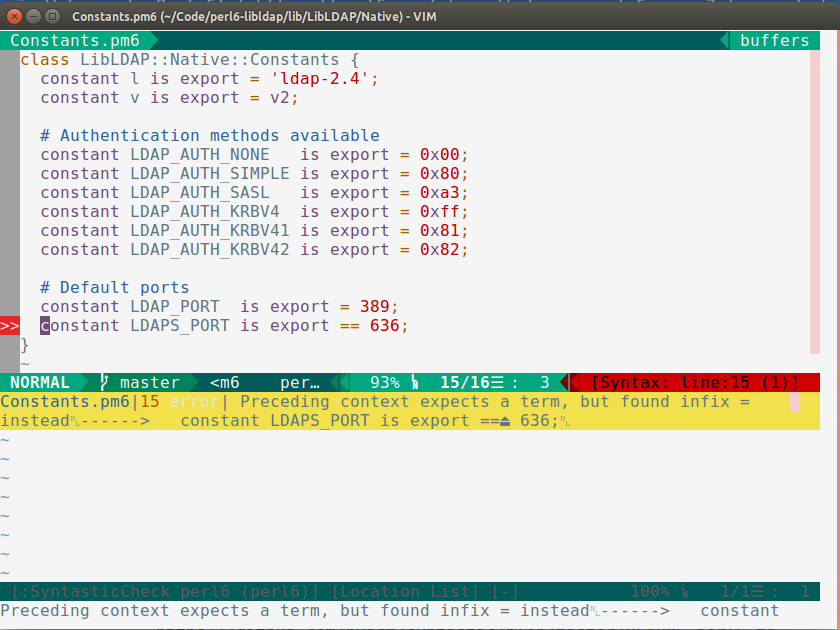 Constants.pm6 (~/Code/perl6-libldap/lib/LibLDAP/Native) - VIM
Constants.pm6 buffers
class LibLDAP::Native::Constants {
constant l is export = 'ldap-2.4';
constant v is export = v2;
# Authentication methods available
constant LDAP_AUTH_NONE is export = 0x00;
constant LDAP_AUTH_SIMPLE is export = 0x80;
constant LDAP_AUTH_SASL is export = 0xa3;
constant LDAP_AUTH_KRBV4 is export = 0xff;
constant LDAP_AUTH_KRBV41 is export = 0x81;
constant LDAP_AUTH_KRBV42 is export = 0x82;
# Default ports
constant LDAP_PORT is export = 389;
>> constant LDAPS_PORT is export == 636;
}
~
NORMAL master <m6 per… 93% 15/16☰ : 3 [Syntax: line:15 (1)]
Constants.pm6|15 error| Preceding context expects a term, but found infix =
instead␤------> constant LDAPS_PORT is export ==⏏ 636;␤
~
~
~
~
~
~
~
~
[:SyntasticCheck perl6 (perl6)] [Location List] [-] 100% 1/1☰ : 1
Preceding context expects a term, but found infix = instead␤------> constant